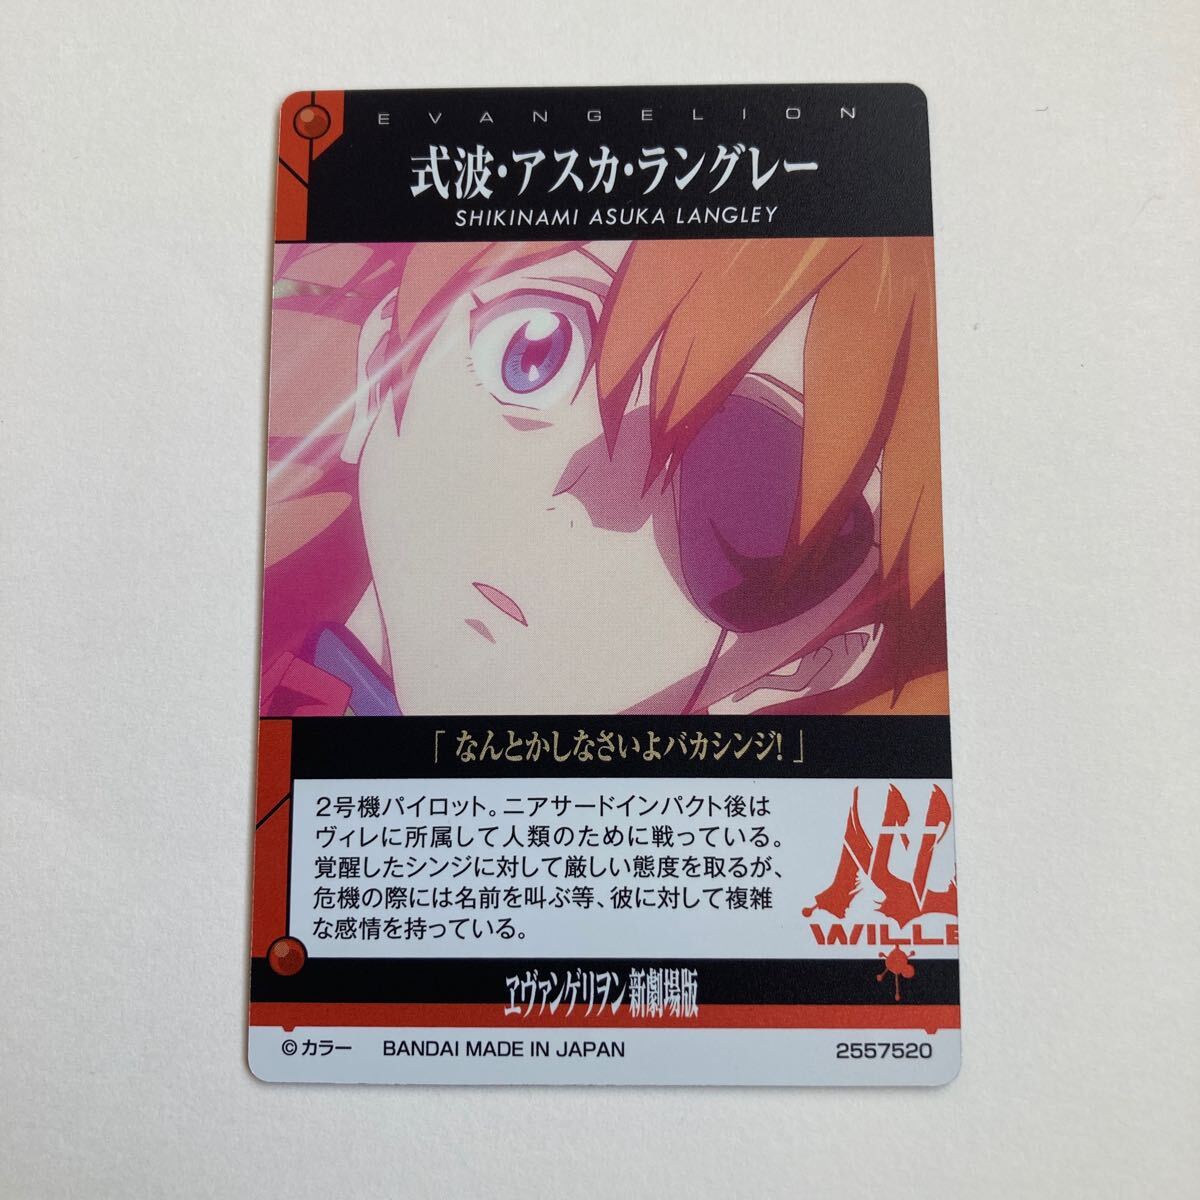 EVANGELION
式波・アスカ・ラングレー
SHIKINAMI ASUKA LANGLEY
「なんとかしなさいよバカシンジ!」
2号機パイロット。ニアサードインパクト後は
ヴィレに所属して人類のために戦っている。
覚醒したシンジに対して厳しい態度を取るが、
危機の際には名前を叫ぶ等、彼に対して複雑
な感情を持っている。
WILLE
ヱヴァンゲリヲン新劇場版
©カラー BANDAI MADE IN JAPAN 2557520